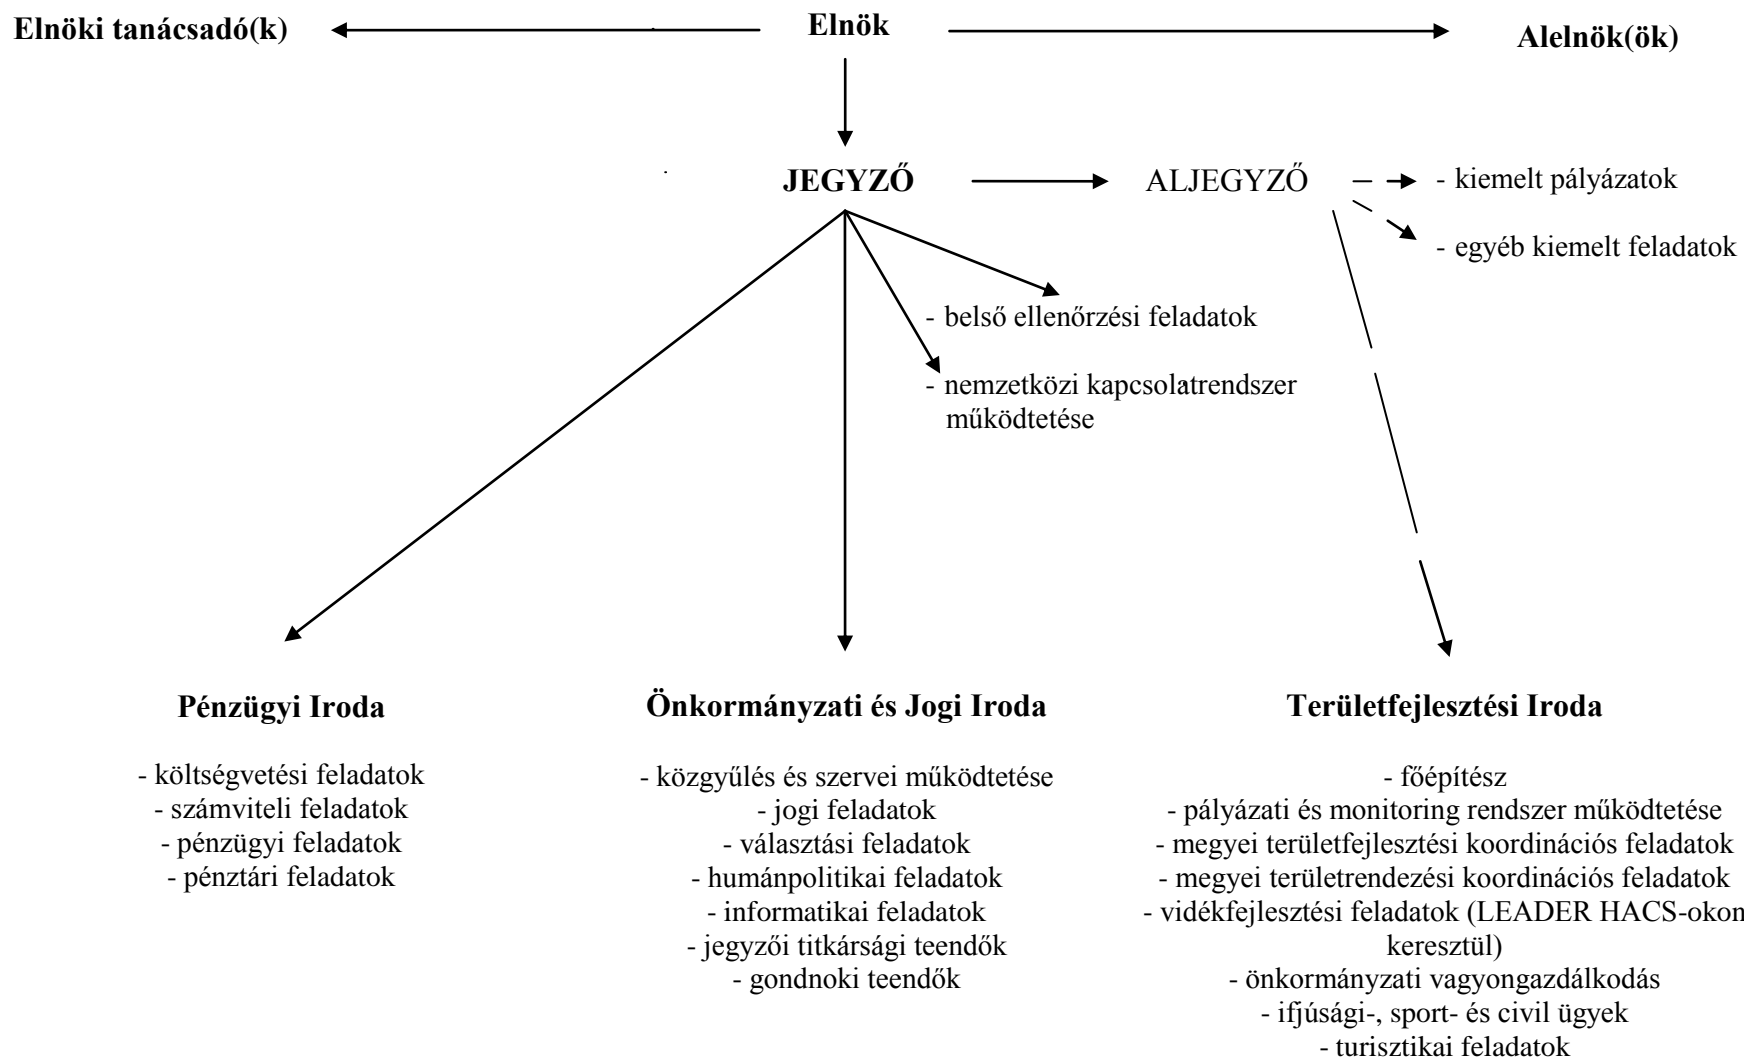 Elnöki tanácsadó(k)
Elnök
Alelnök(ök)
JEGYZŐ
ALJEGYZŐ
- kiemelt pályázatok
- egyéb kiemelt feladatok
- belső ellenőrzési feladatok
- nemzetközi kapcsolatrendszer
működtetése
Pénzügyi Iroda
- költségvetési feladatok
- számviteli feladatok
- pénzügyi feladatok
- pénztári feladatok
Önkormányzati és Jogi Iroda
- közgyűlés és szervei működtetése
- jogi feladatok
- választási feladatok
- humánpolitikai feladatok
- informatikai feladatok
- jegyzői titkársági teendők
- gondnoki teendők
Területfejlesztési Iroda
- főépítész
- pályázati és monitoring rendszer működtetése
- megyei területfejlesztési koordinációs feladatok
- megyei területrendezési koordinációs feladatok
- vidékfejlesztési feladatok (LEADER HACS-okon
keresztül)
- önkormányzati vagyongazdálkodás
- ifjúsági-, sport- és civil ügyek
- turisztikai feladatok